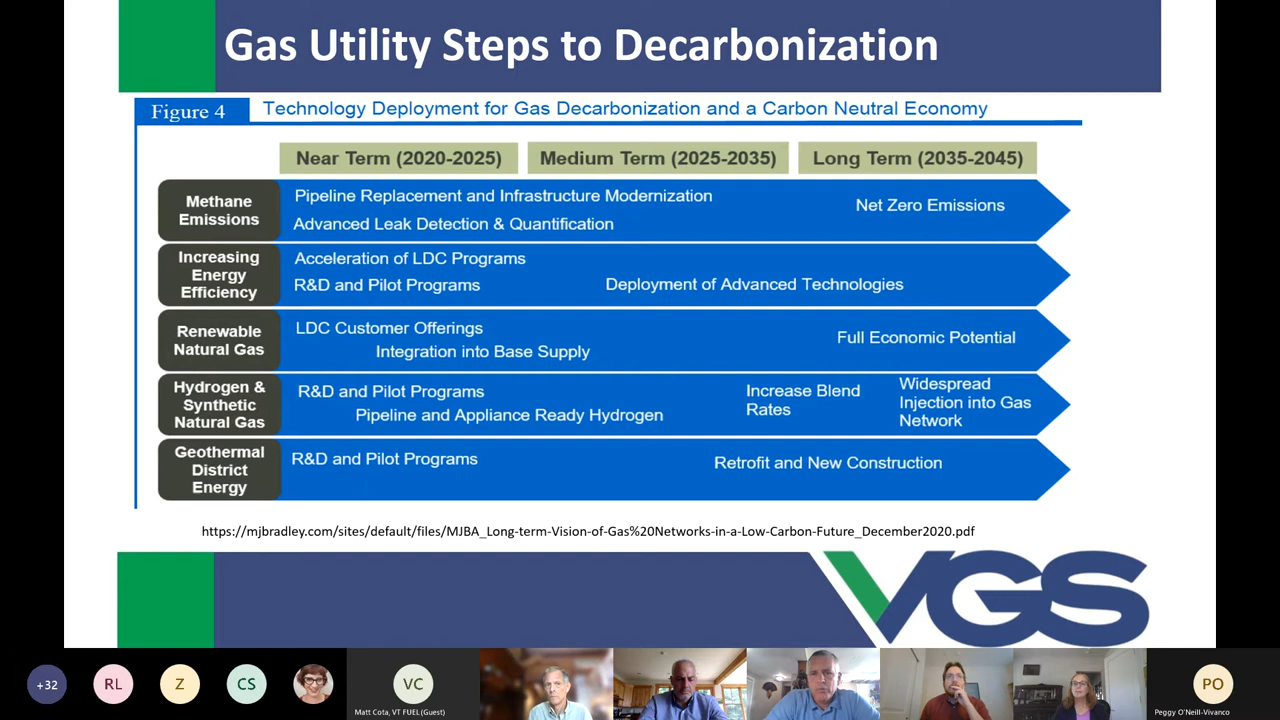 Gas Utility Steps to Decarbonization
Figure 4
Technology Deployment for Gas Decarbonization and a Carbon Neutral Economy
Near Term (2020-2025)
Medium Term (2025-2035)
Long Term (2035-2045)
Methane
Emissions
Pipeline Replacement and Infrastructure Modernization
Advanced Leak Detection & Quantification
Net Zero Emissions
Increasing
Energy
Efficiency
Acceleration of LDC Programs
R&D and Pilot Programs
Deployment of Advanced Technologies
Renewable
Natural Gas
LDC Customer Offerings
Integration into Base Supply
Full Economic Potential
Hydrogen &
Synthetic
Natural Gas
R&D and Pilot Programs
Pipeline and Appliance Ready Hydrogen
Increase Blend
Rates
Widespread
Injection into Gas
Network
Geothermal
District
Energy
R&D and Pilot Programs
Retrofit and New Construction
https://mjbradley.com/sites/default/files/MJBA_Long-term-Vision-of-Gas%20Networks-in-a-Low-Carbon-Future_December2020.pdf
VGS
+32
RL
Z
CS
VC
Matt Cota, VT FUEL (Guest)
PO
Peggy O'Neill-Vivanco